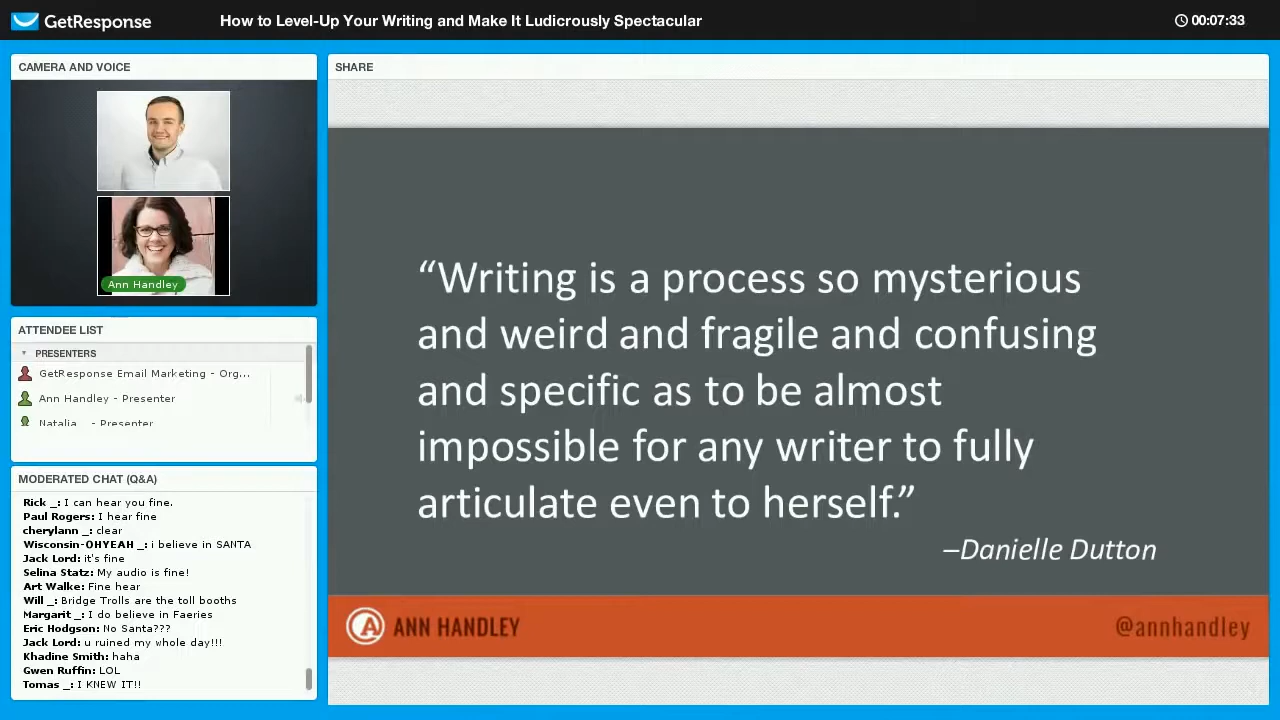 GetResponse
How to Level-Up Your Writing and Make It Ludicrously Spectacular
00:07:33
CAMERA AND VOICE
Ann Handley
ATTENDEE LIST
PRESENTERS
GetResponse Email Marketing - Org...
Ann Handley - Presenter
Natalia _ - Presenter
MODERATED CHAT (Q&A)
Rick _: I can hear you fine.
Paul Rogers: I hear fine
cherylann _: clear
Wisconsin-OHYEAH _: i believe in SANTA
Jack Lord: it's fine
Selina Statz: My audio is fine!
Art Walke: Fine hear
Will _: Bridge Trolls are the toll booths
Margarit _: I do believe in Faeries
Eric Hodgson: No Santa???
Jack Lord: u ruined my whole day!!!
Khadine Smith: haha
Gwen Ruffin: LOL
Tomas _: I KNEW IT!!
SHARE
“Writing is a process so mysterious
and weird and fragile and confusing
and specific as to be almost
impossible for any writer to fully
articulate even to herself.”
–Danielle Dutton
ANN HANDLEY
@annhandley